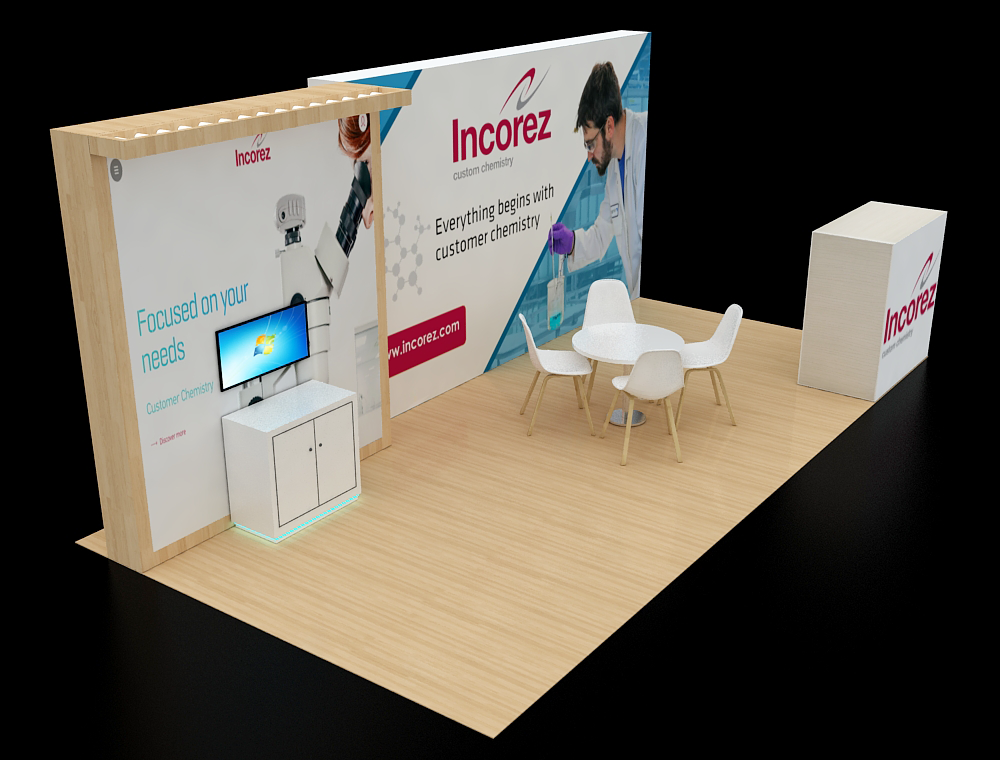 Incorez
Focused on your
needs
Customer Chemistry
Discover more
Incorez
custom chemistry
Everything begins with
customer chemistry
ww.incorez.com
Incorez
custom chemistry